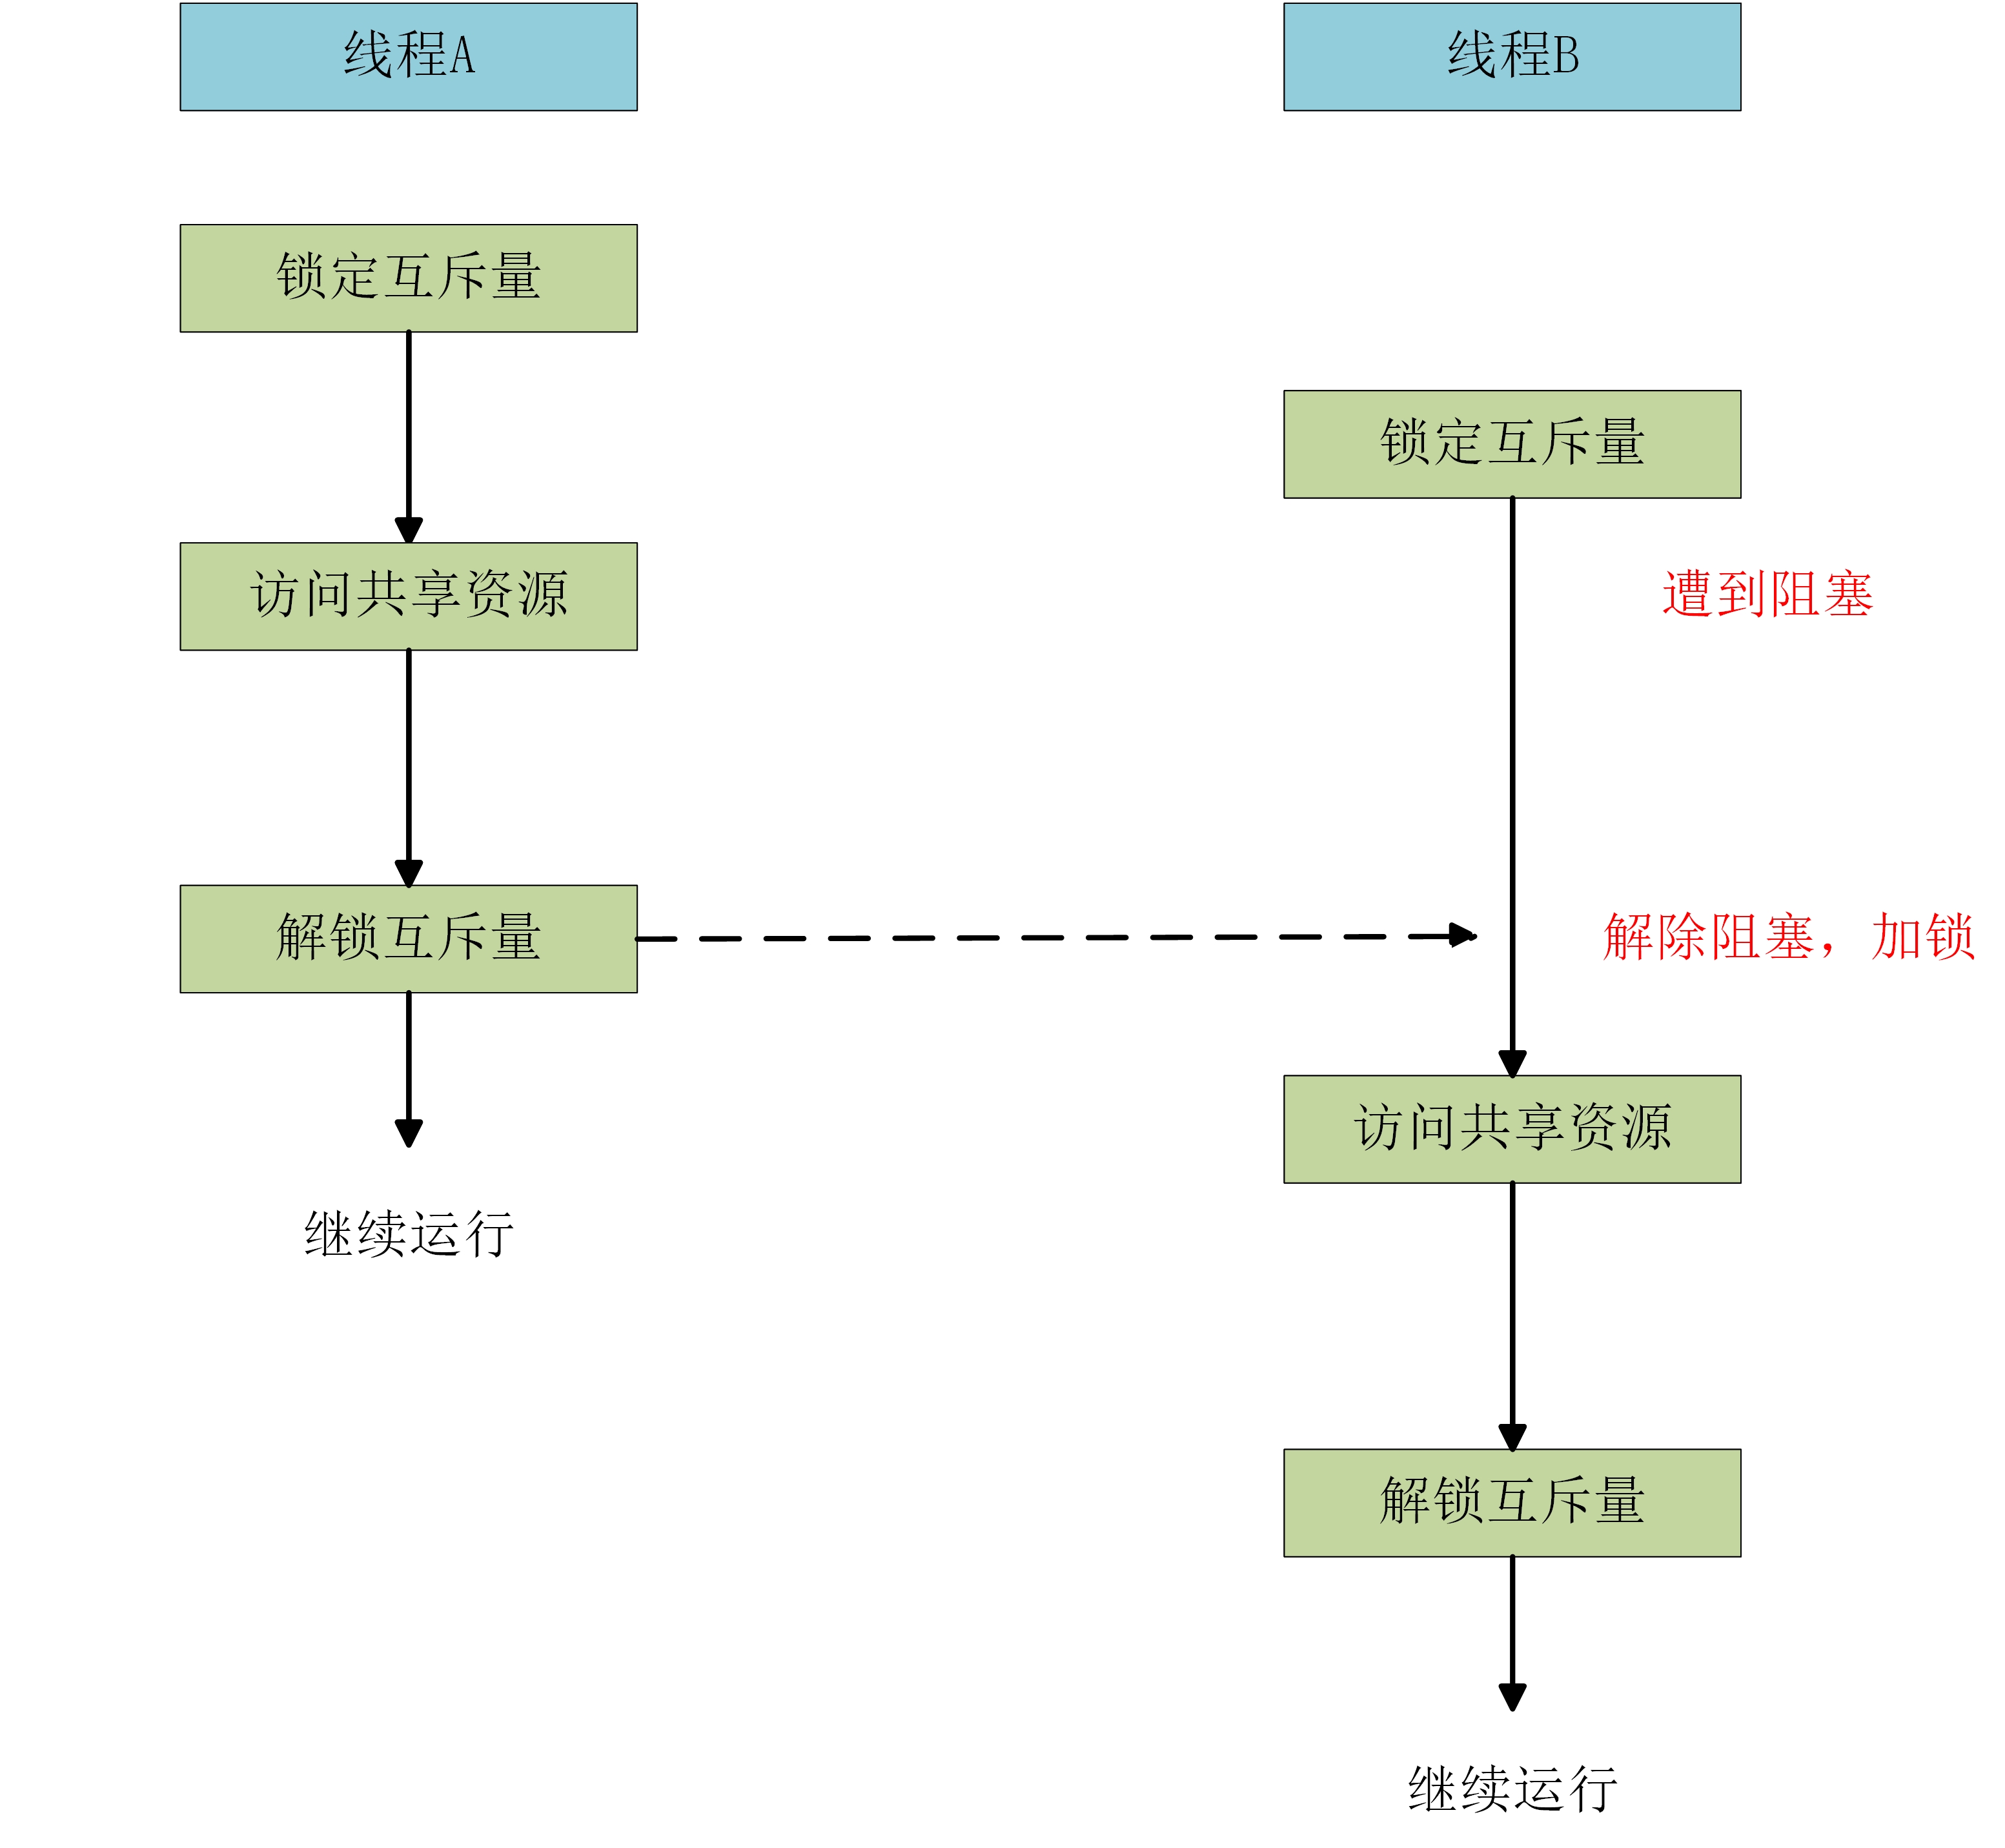 线程A
线程B
锁定互斥量
锁定互斥量
访问共享资源
遭到阻塞
解锁互斥量
解除阻塞，加锁
访问共享资源
继续运行
解锁互斥量
继续运行